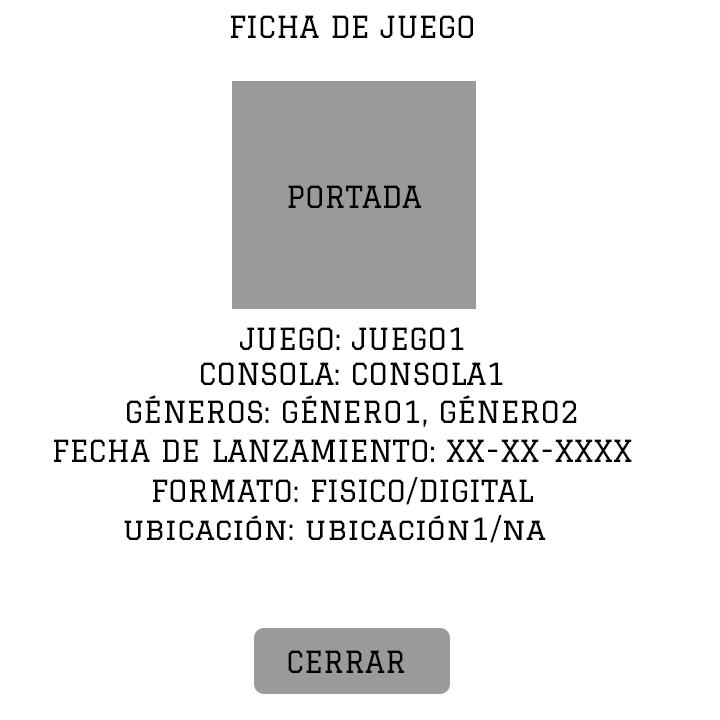 FICHA DE JUEGO
PORTADA
JUEGO: JUEGO1
CONSOLA: CONSOLA1
GÉNEROS: GÉNERO1, GÉNERO2
FECHA DE LANZAMIENTO: XX-XX-XXXX
FORMATO: FISICO/DIGITAL
UBICACIÓN: UBICACIÓN1/NA
CERRAR